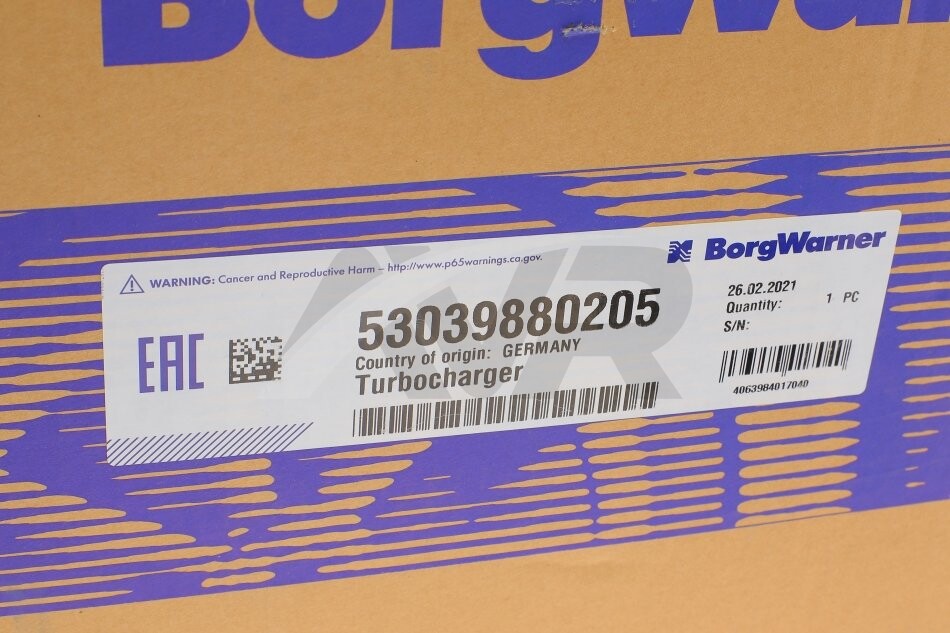 BorgWarner
WARNING: Cancer and Reproductive Harm – http://www.p65warnings.ca.gov.
BorgWarner
EAC
53039880205
Country of origin: GERMANY
Turbocharger
26.02.2021
Quantity: 1 PC
S/N:
4063984017040